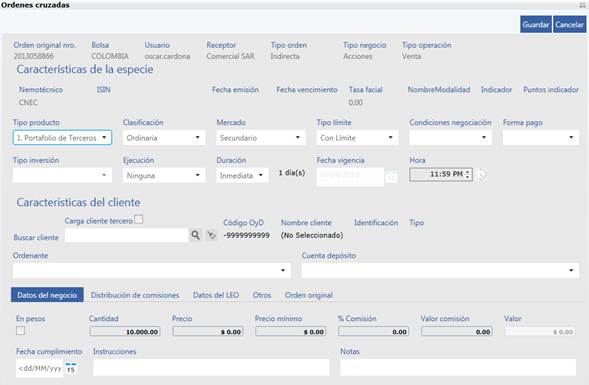 Ordenes cruzadas
Guardar Cancelar
Orden original nro. Bolsa Usuario Receptor Tipo orden Tipo negocio Tipo operación
2013058866 COLOMBIA oscar.cardona Comercial SAR Indirecta Acciones Venta
Características de la especie
Nemotécnico ISIN Fecha emisión Fecha vencimiento Tasa facial NombreModalidad Indicador Puntos indicador
CNEC 0.00
Tipo producto Clasificación Mercado Tipo límite Condiciones negociación Forma pago
1. Portafolio de Terceros Ordinaria Secundario Con Límite
Tipo inversión Ejecución Duración Fecha vigencia Hora
Ninguna Inmediata 1 día(s) 11:59 PM
Caracteristicas del cliente
Carga cliente tercero Código OyD Nombre cliente Identificación Tipo
Buscar cliente -9999999999 (No Seleccionado)
Ordenante Cuenta depósito
Datos del negocio Distribución de comisiones Datos del LEO Otros Orden original
En pesos Cantidad Precio Precio mínimo % Comisión Valor comisión Valor
10.000.00 $ 0.00 $ 0.00 0.00 $ 0.00 $ 0.00
Fecha cumplimiento Instrucciones Notas
<dd/MM/yyy 15